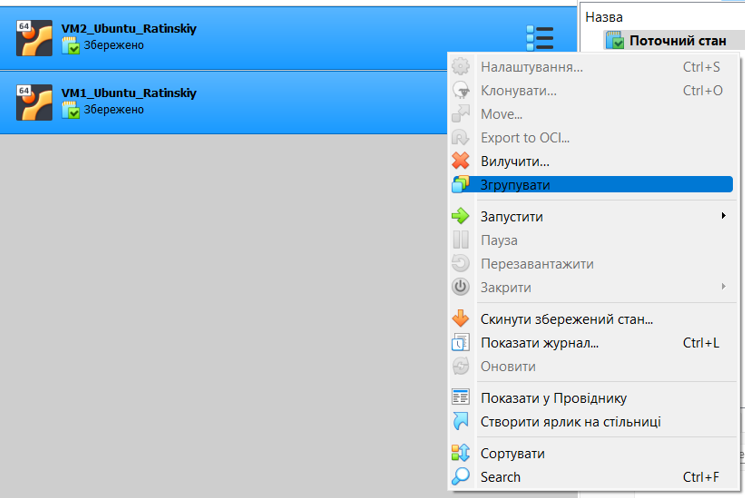 64
VM2_Ubuntu_Ratinskiy
Збережено
64
VM1_Ubuntu_Ratinskiy
Збережено
Назва
Поточний стан
Налаштування... Ctrl+S
Клонувати... Ctrl+O
Move...
Export to OCI...
Вилучити...
Згрупувати
Запустити
Пауза
Перезавантажити
Закрити
Скинути збережений стан...
Показати журнал... Ctrl+L
Оновити
Показати у Провіднику
Створити ярлик на стільниці
Сортувати
Search Ctrl+F